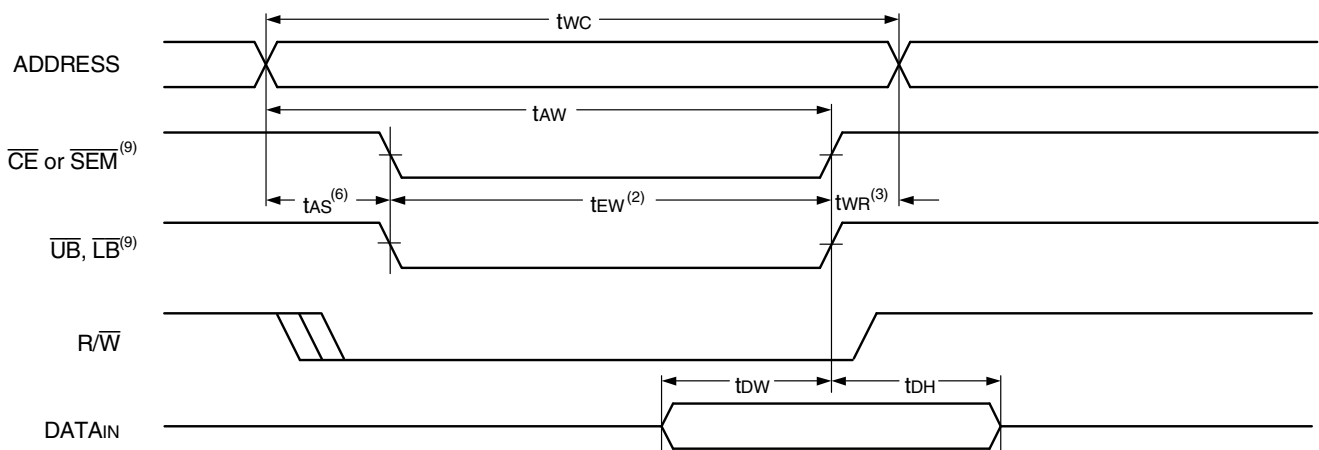 tWC
ADDRESS
tAW
CE or SEM(9)
tAS(6) tEW(2) tWR(3)
UB, LB(9)
R/W
tDW tDH
DATAIN